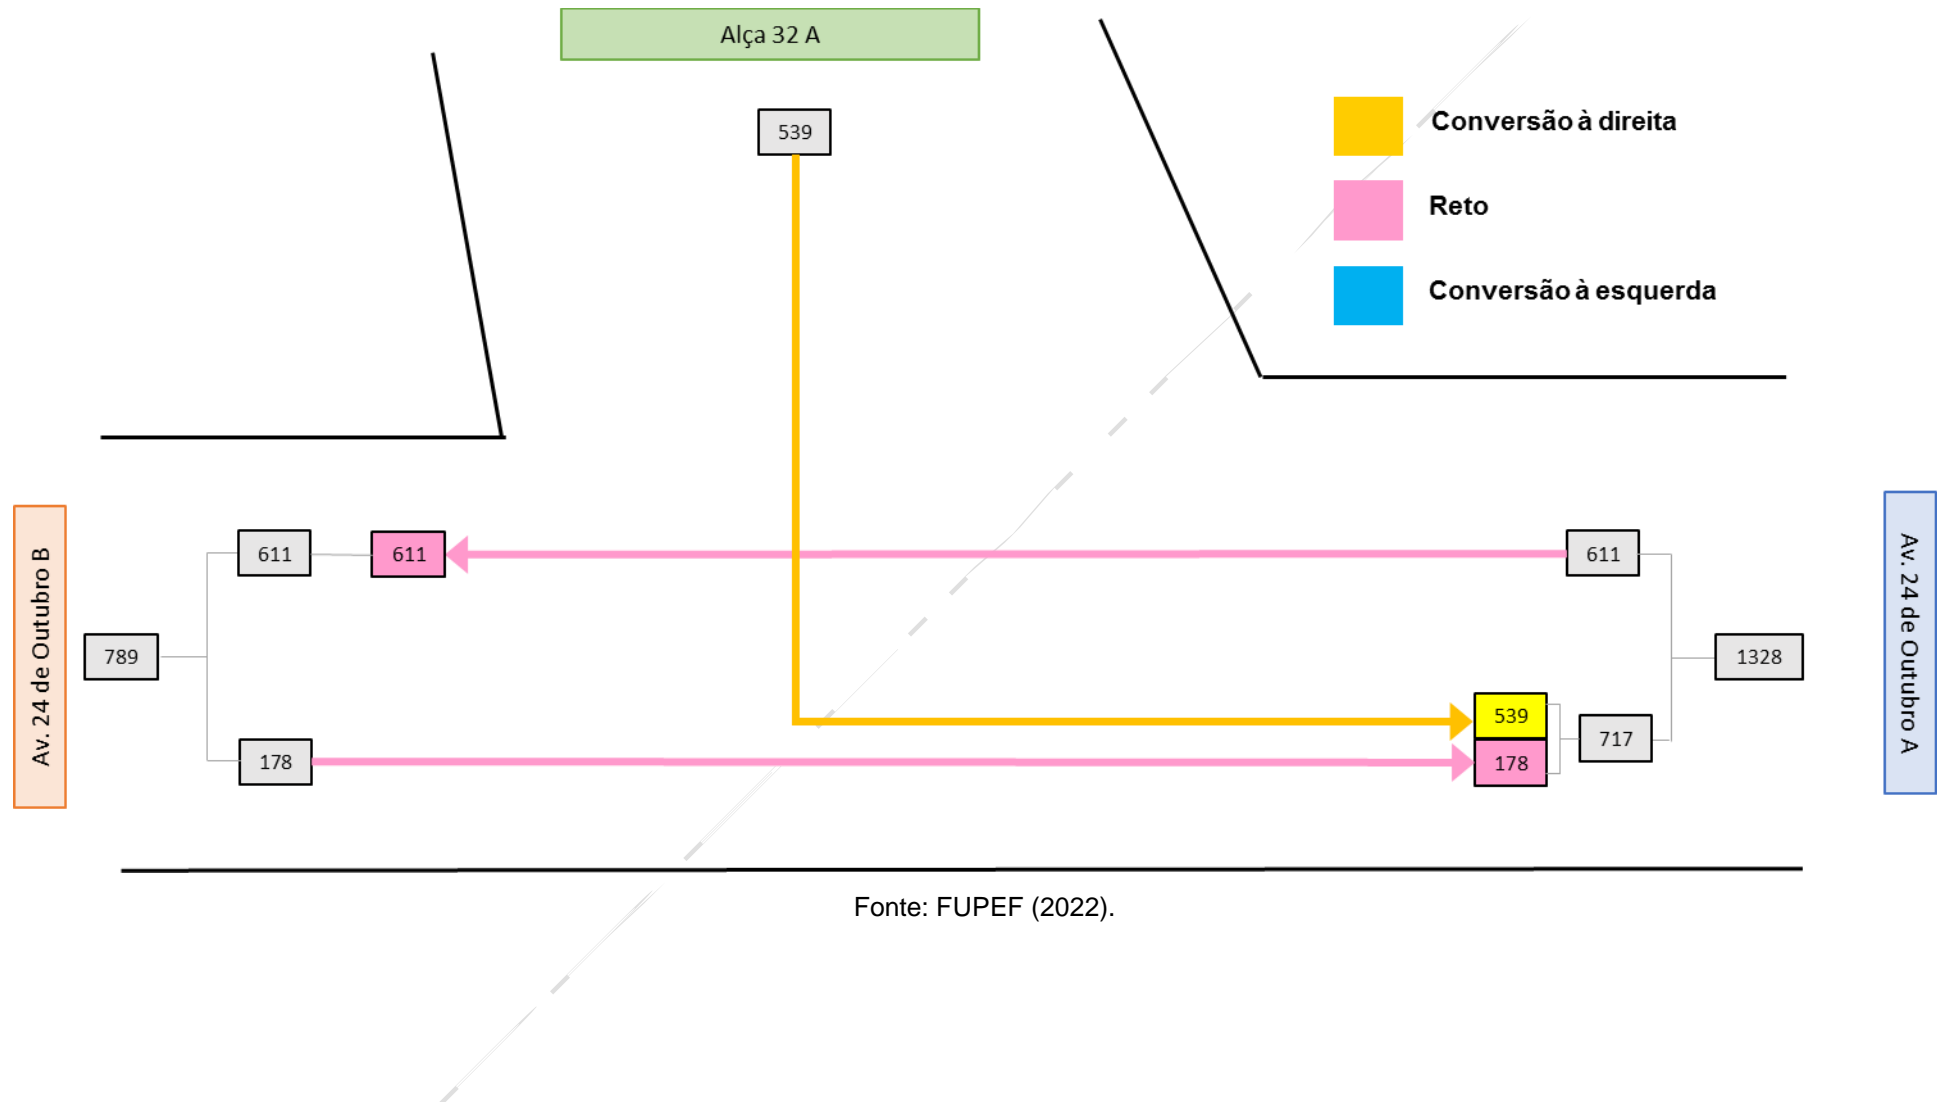 Alça 32 A
539
Conversão à direita
Reto
Conversão à esquerda
Av. 24 de Outubro B
611
611
611
Av. 24 de Outubro A
789
1328
539
717
178
178
Fonte: FUPEF (2022).